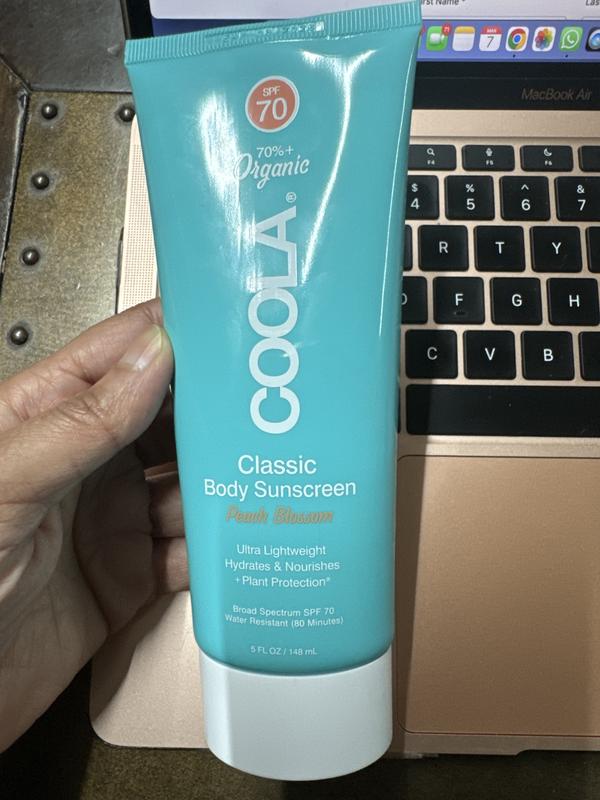 SPF
70
70%+
Organic
COOLA®
Classic
Body Sunscreen
Peach Blossom
Ultra Lightweight
Hydrates & Nourishes
+Plant Protection®
Broad Spectrum SPF 70
Water Resistant (80 Minutes)
5 FL OZ / 148 mL
MAR
7
MacBook Air
F4
F5
F6
$
4
%
5
^
6
&
7
R
T
Y
F
G
H
C
V
B